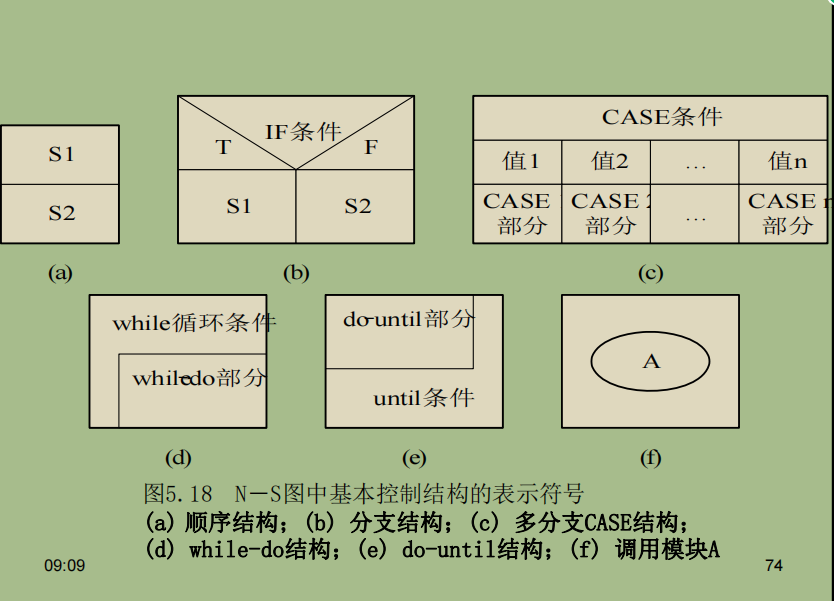 S1
S2
(a)
IF条件
T
F
S1
S2
(b)
CASE条件
值1
值2
...
值n
CASE
部分
CASE 2
部分
...
CASE n
部分
(c)
while循环条件
while-do部分
(d)
do-until部分
until条件
(e)
A
(f)
图5.18 N－S图中基本控制结构的表示符号
(a) 顺序结构；(b) 分支结构；(c) 多分支CASE结构；
(d) while-do结构；(e) do-until结构；(f) 调用模块A
09:09
74